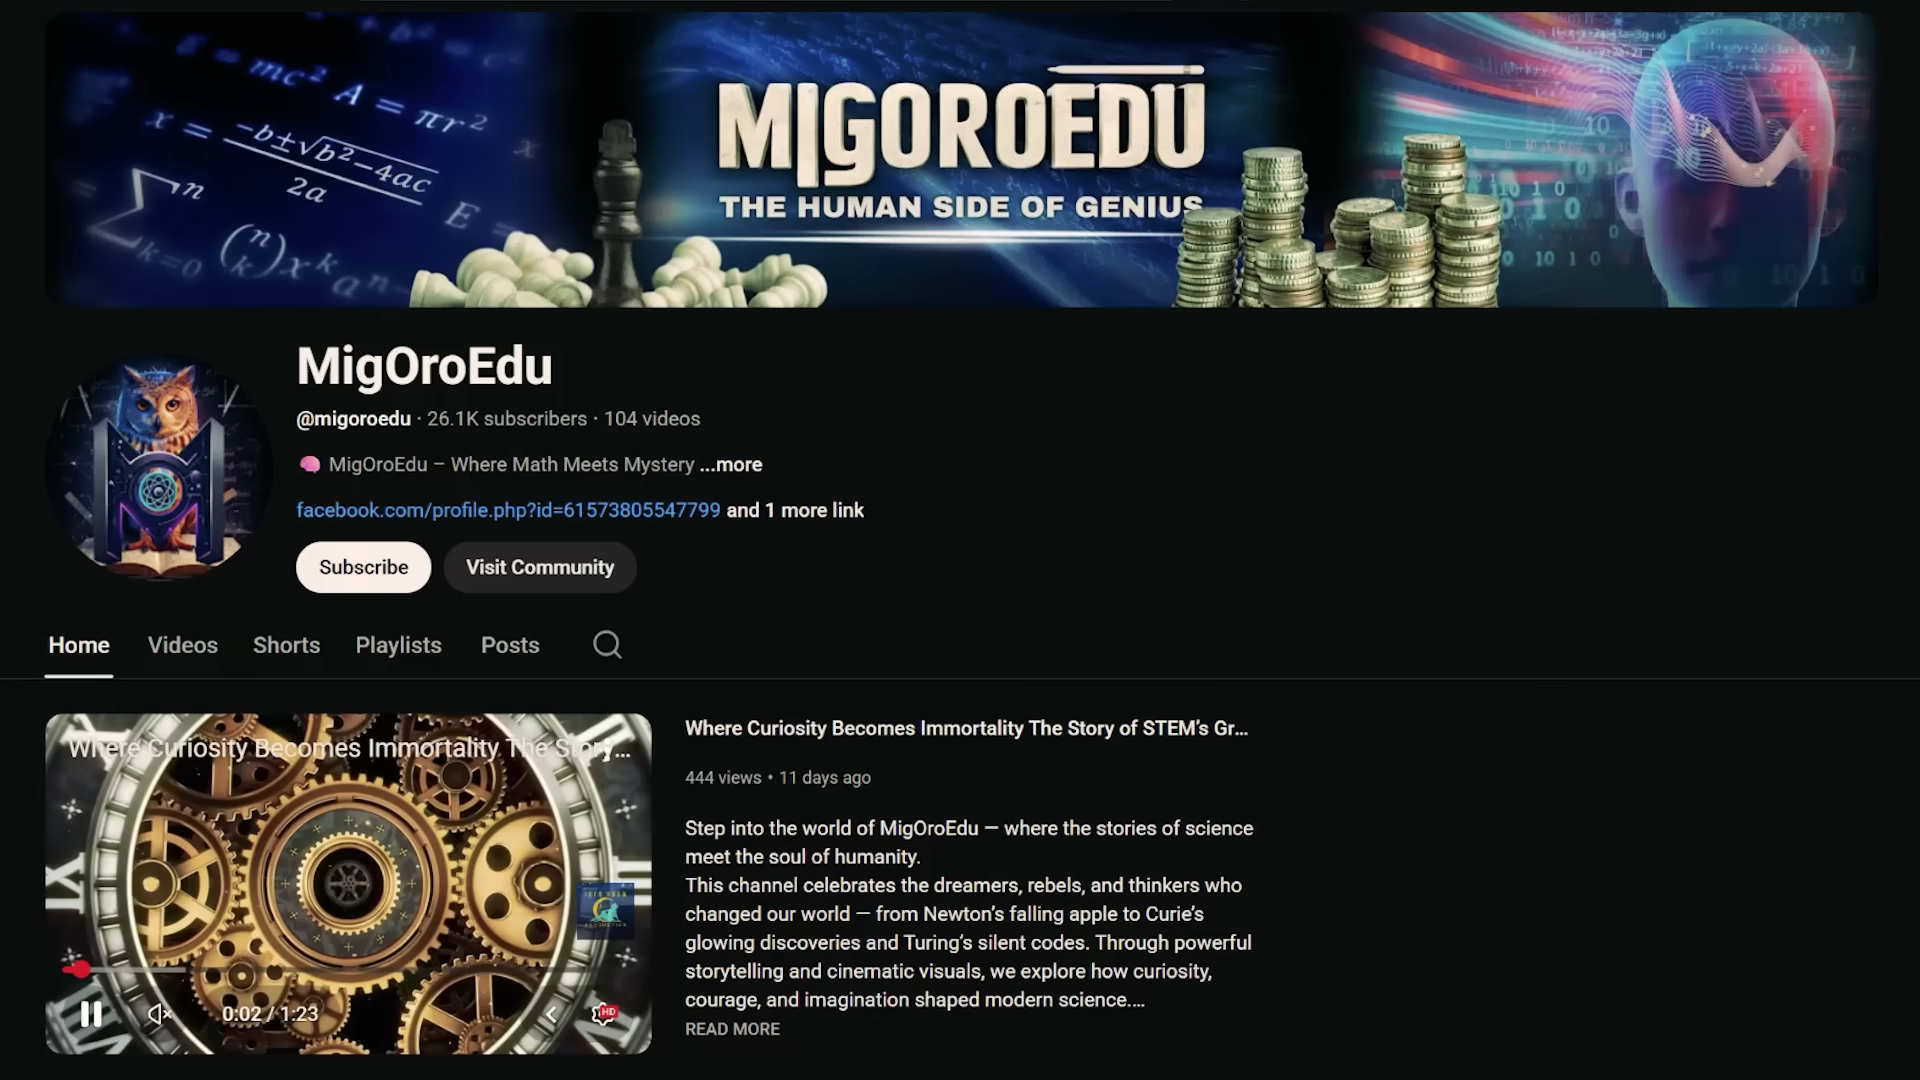 E = mc² A = πr²
x = −b±√b²−4ac
2a
∑ n
k=0
(n k) xᵏ aⁿ⁻
E =
MIGOROEDU
THE HUMAN SIDE OF GENIUS
MigOroEdu
@migoroedu · 26.1K subscribers · 104 videos
MigOroEdu – Where Math Meets Mystery ...more
facebook.com/profile.php?id=61573805547799 and 1 more link
Subscribe
Visit Community
Home Videos Shorts Playlists Posts
Where Curiosity Becomes Immortality The Story...
0:02 / 1:23
HD
Where Curiosity Becomes Immortality The Story of STEM's Gr...
444 views • 11 days ago
Step into the world of MigOroEdu — where the stories of science
meet the soul of humanity.
This channel celebrates the dreamers, rebels, and thinkers who
changed our world — from Newton's falling apple to Curie's
glowing discoveries and Turing's silent codes. Through powerful
storytelling and cinematic visuals, we explore how curiosity,
courage, and imagination shaped modern science....
READ MORE